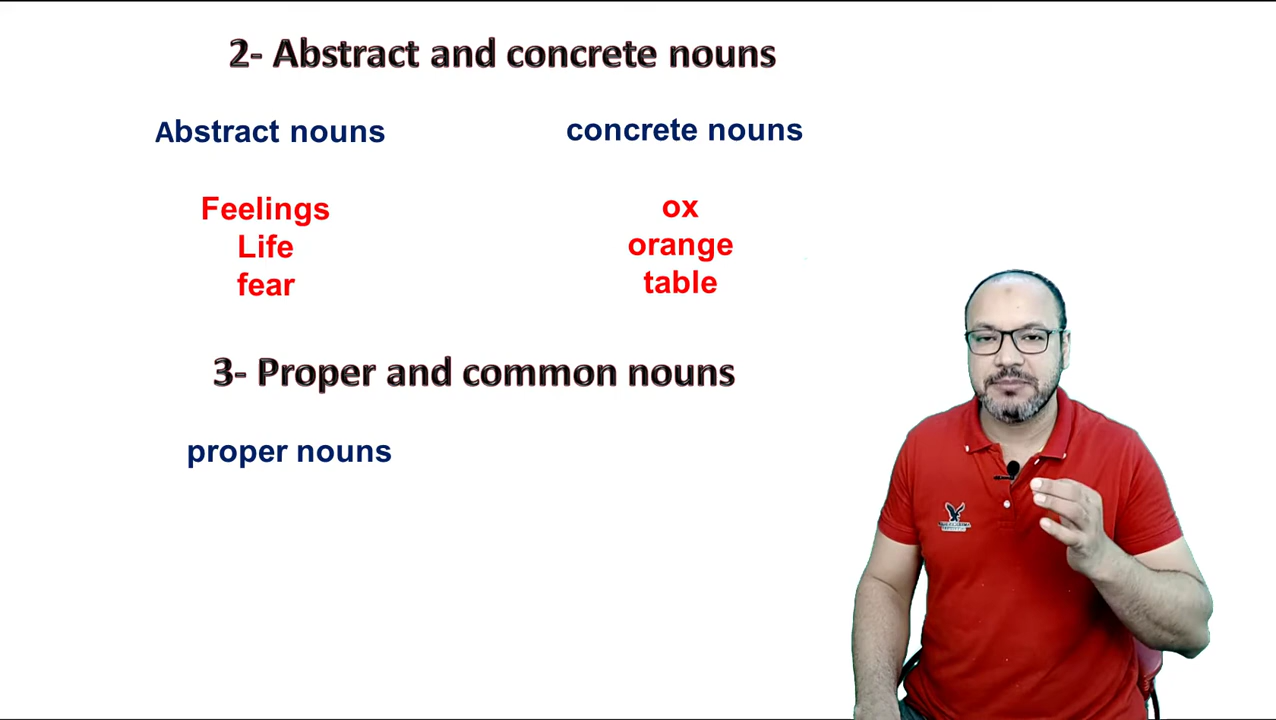 2- Abstract and concrete nouns
Abstract nouns
concrete nouns
Feelings
Life
fear
ox
orange
table
3- Proper and common nouns
proper nouns